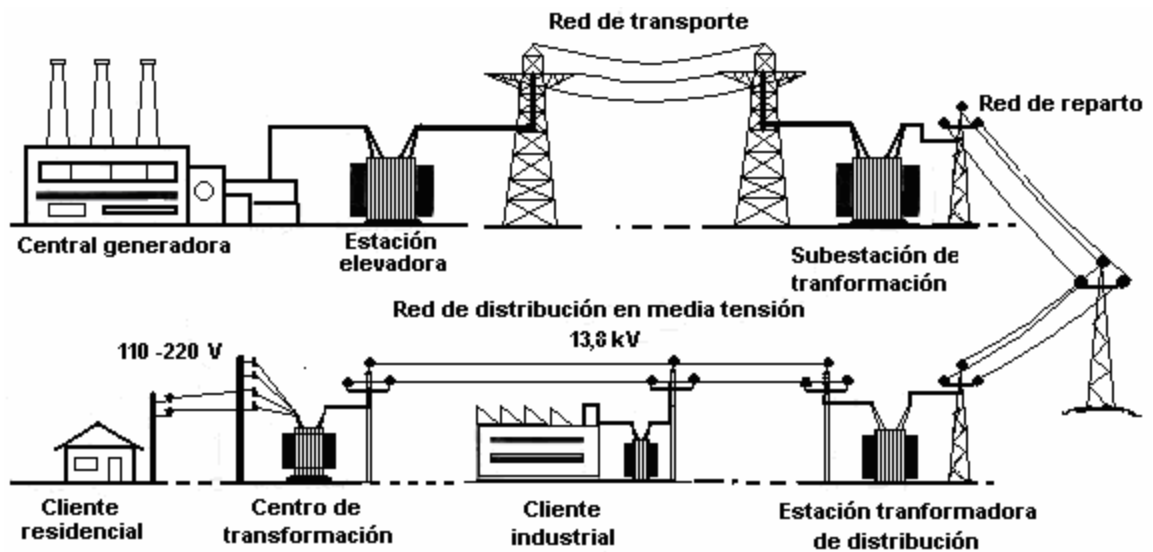 Red de transporte
Red de reparto
Central generadora
Estación
elevadora
Subestación de
tranformación
Red de distribución en media tensión
13,8 kV
110 -220 V
Cliente
residencial
Centro de
transformación
Cliente
industrial
Estación tranformadora
de distribución